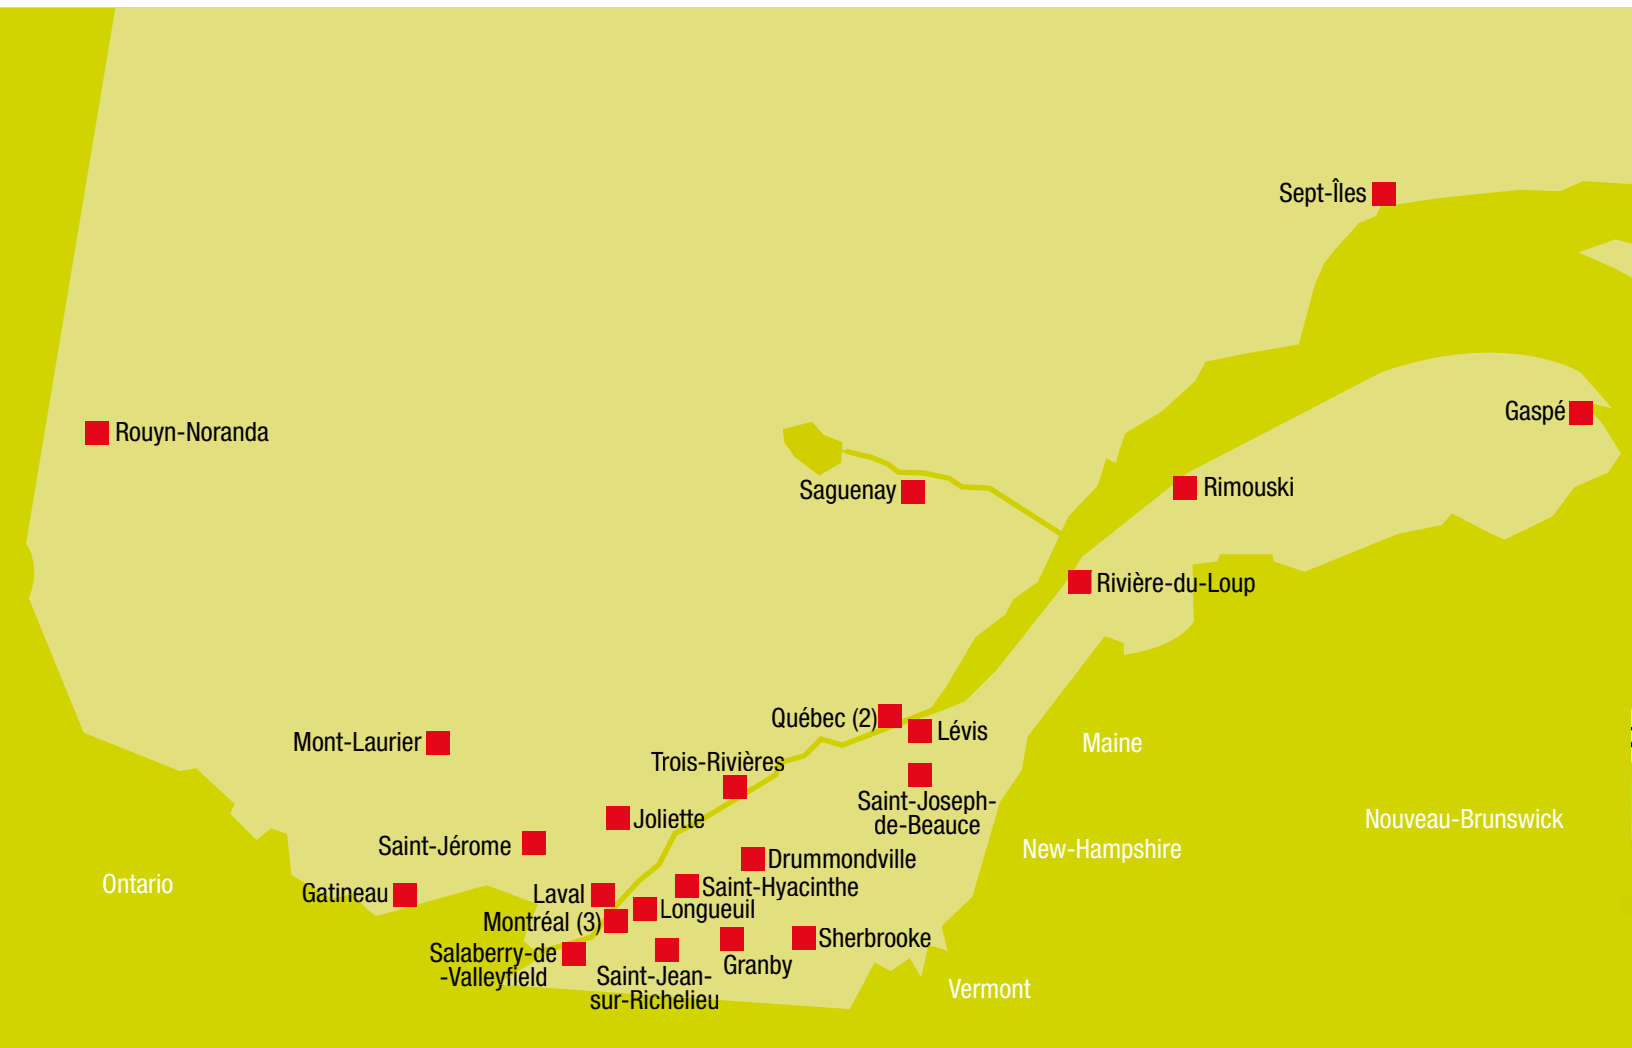 Sept-Îles
Gaspé
Rouyn-Noranda
Saguenay
Rimouski
Rivière-du-Loup
Québec (2)
Lévis
Mont-Laurier
Maine
Trois-Rivières
Saint-Joseph-
de-Beauce
Joliette
Nouveau-Brunswick
Saint-Jérome
New-Hampshire
Drummondville
Ontario
Gatineau
Laval
Saint-Hyacinthe
Longueuil
Montréal (3)
Sherbrooke
Salaberry-de
-Valleyfield
Granby
Saint-Jean-
sur-Richelieu
Vermont